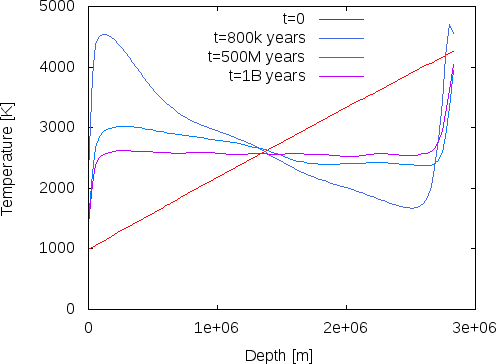 t=0
t=800k years
t=500M years
t=1B years
5000
4000
3000
2000
1000
0
Temperature [K]
0
1e+06
2e+06
3e+06
Depth [m]